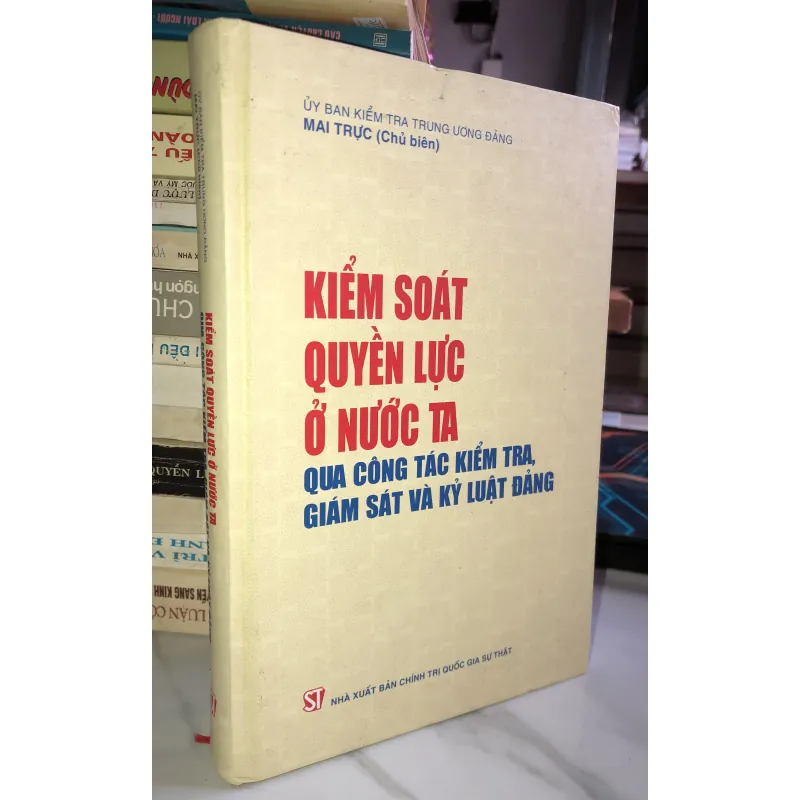 ỦY BAN KIỂM TRA TRUNG ƯƠNG ĐẢNG
MAI TRỰC (Chủ biên)
KIỂM SOÁT
QUYỀN LỰC
Ở NƯỚC TA
QUA CÔNG TÁC KIỂM TRA,
GIÁM SÁT VÀ KỶ LUẬT ĐẢNG
ST NHÀ XUẤT BẢN CHÍNH TRỊ QUỐC GIA SỰ THẬT
KIỂM SOÁT QUYỀN LỰC Ở NƯỚC TA